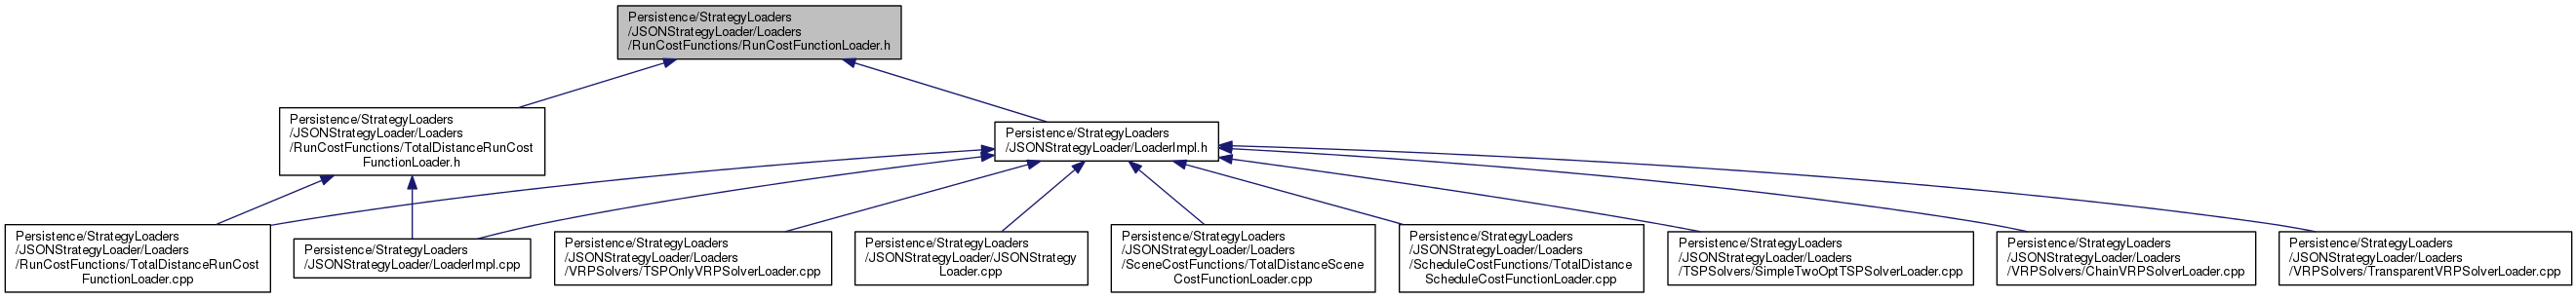 Persistence/StrategyLoaders
/JSONStrategyLoader/Loaders
/RunCostFunctions/RunCostFunctionLoader.h
Persistence/StrategyLoaders
/JSONStrategyLoader/Loaders
/RunCostFunctions/TotalDistanceRunCost
FunctionLoader.h
Persistence/StrategyLoaders
/JSONStrategyLoader/LoaderImpl.h
Persistence/StrategyLoaders
/JSONStrategyLoader/Loaders
/RunCostFunctions/TotalDistanceRunCost
FunctionLoader.cpp
Persistence/StrategyLoaders
/JSONStrategyLoader/LoaderImpl.cpp
Persistence/StrategyLoaders
/JSONStrategyLoader/Loaders
/VRPSolvers/TSPOnlyVRPSolverLoader.cpp
Persistence/StrategyLoaders
/JSONStrategyLoader/JSONStrategy
Loader.cpp
Persistence/StrategyLoaders
/JSONStrategyLoader/Loaders
/SceneCostFunctions/TotalDistanceScene
CostFunctionLoader.cpp
Persistence/StrategyLoaders
/JSONStrategyLoader/Loaders
/ScheduleCostFunctions/TotalDistance
ScheduleCostFunctionLoader.cpp
Persistence/StrategyLoaders
/JSONStrategyLoader/Loaders
/TSPSolvers/SimpleTwoOptTSPSolverLoader.cpp
Persistence/StrategyLoaders
/JSONStrategyLoader/Loaders
/VRPSolvers/ChainVRPSolverLoader.cpp
Persistence/StrategyLoaders
/JSONStrategyLoader/Loaders
/VRPSolvers/TransparentVRPSolverLoader.cpp